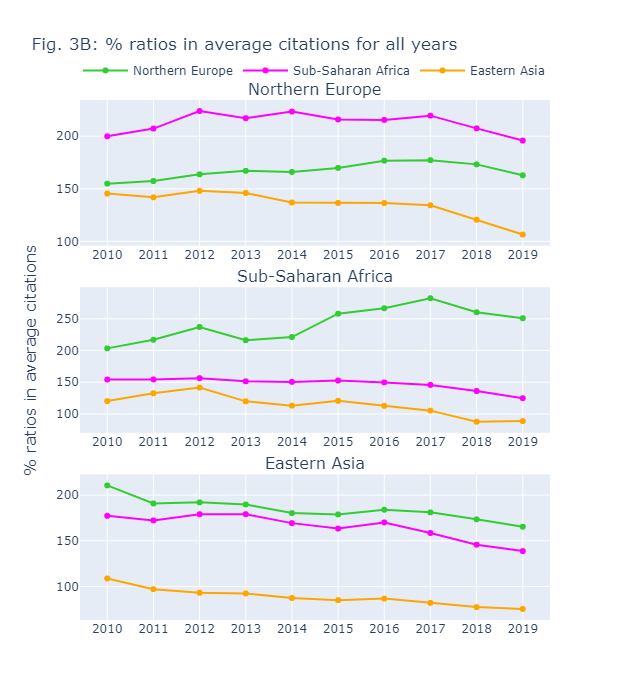 Fig. 3B: % ratios in average citations for all years
Northern Europe Sub-Saharan Africa Eastern Asia
Northern Europe
200
150
100
2010 2011 2012 2013 2014 2015 2016 2017 2018 2019
Sub-Saharan Africa
250
200
150
100
2010 2011 2012 2013 2014 2015 2016 2017 2018 2019
% ratios in average citations
Eastern Asia
200
150
100
2010 2011 2012 2013 2014 2015 2016 2017 2018 2019